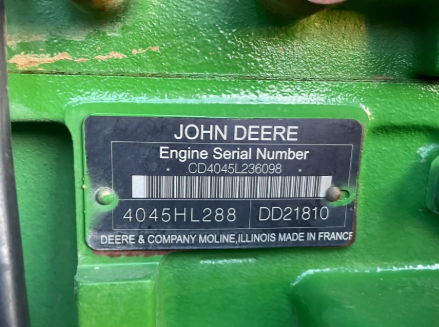 JOHN DEERE
Engine Serial Number
CD4045L236098
4045HL288 DD21810
DEERE & COMPANY MOLINE,ILLINOIS MADE IN FRANCE